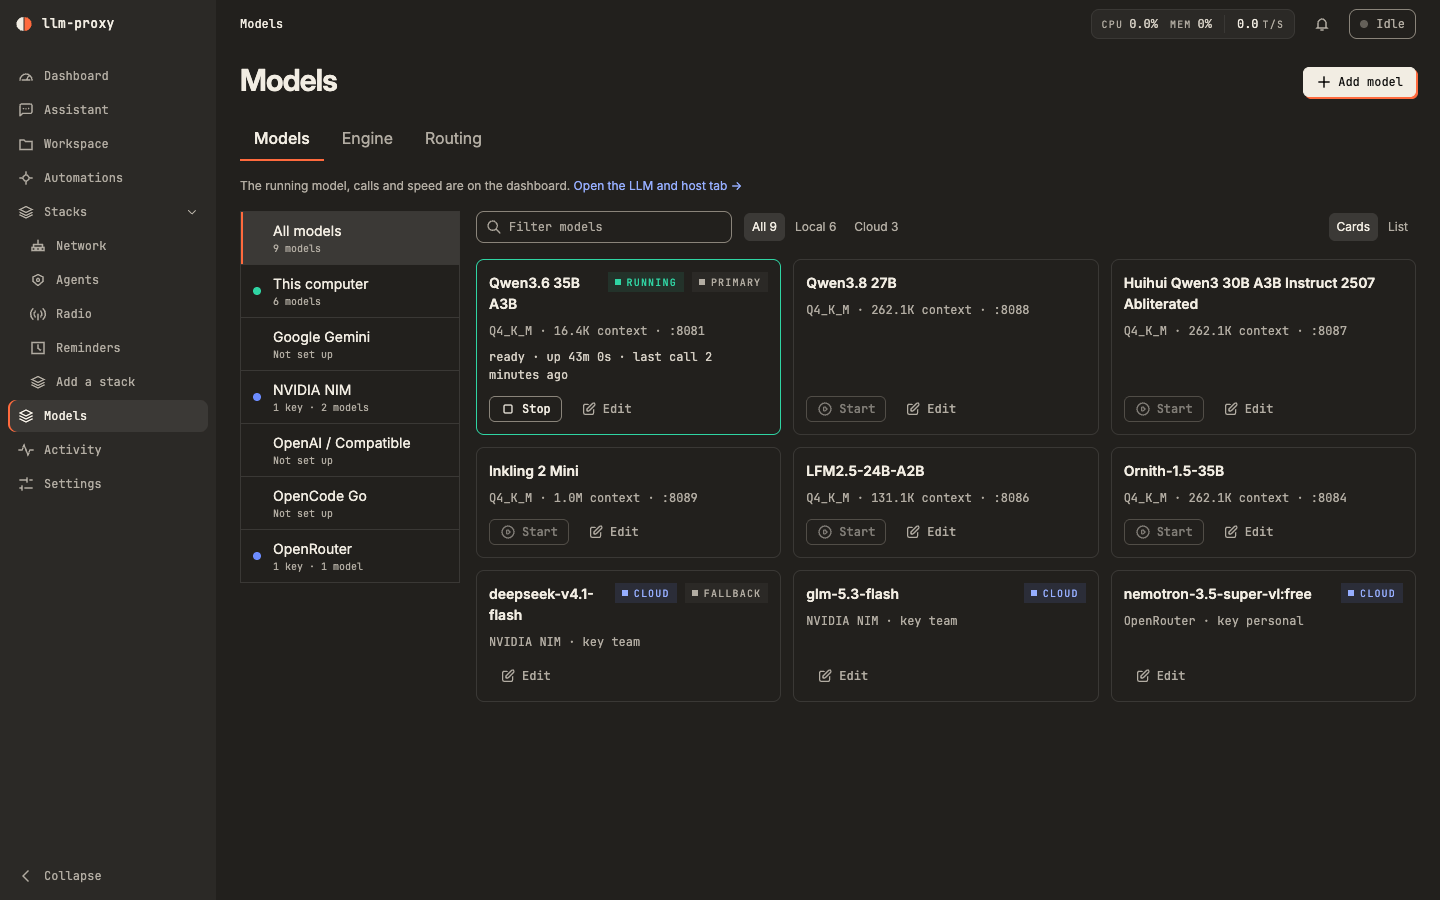 llm-proxy
Dashboard
Assistant
Workspace
Automations
Stacks
Network
Agents
Radio
Reminders
Add a stack
Models
Activity
Settings
Collapse
Models
CPU 0.0% MEM 0% 0.0 T/S
Idle
Models
Add model
Models
Engine
Routing
The running model, calls and speed are on the dashboard. Open the LLM and host tab →
All models
9 models
This computer
6 models
Google Gemini
Not set up
NVIDIA NIM
1 key · 2 models
OpenAI / Compatible
Not set up
OpenCode Go
Not set up
OpenRouter
1 key · 1 model
Filter models
All 9
Local 6
Cloud 3
Cards
List
Qwen3.6 35B
A3B
RUNNING
PRIMARY
Q4_K_M · 16.4K context · :8081
ready · up 43m 0s · last call 2
minutes ago
Stop
Edit
Qwen3.8 27B
Q4_K_M · 262.1K context · :8088
Start
Edit
Huihui Qwen3 30B A3B Instruct 2507
Abliterated
Q4_K_M · 262.1K context · :8087
Start
Edit
Inkling 2 Mini
Q4_K_M · 1.0M context · :8089
Start
Edit
LFM2.5-24B-A2B
Q4_K_M · 131.1K context · :8086
Start
Edit
Ornith-1.5-35B
Q4_K_M · 262.1K context · :8084
Start
Edit
deepseek-v4.1-
flash
CLOUD
FALLBACK
NVIDIA NIM · key team
Edit
glm-5.3-flash
CLOUD
NVIDIA NIM · key team
Edit
nemotron-3.5-super-vl:free
CLOUD
OpenRouter · key personal
Edit